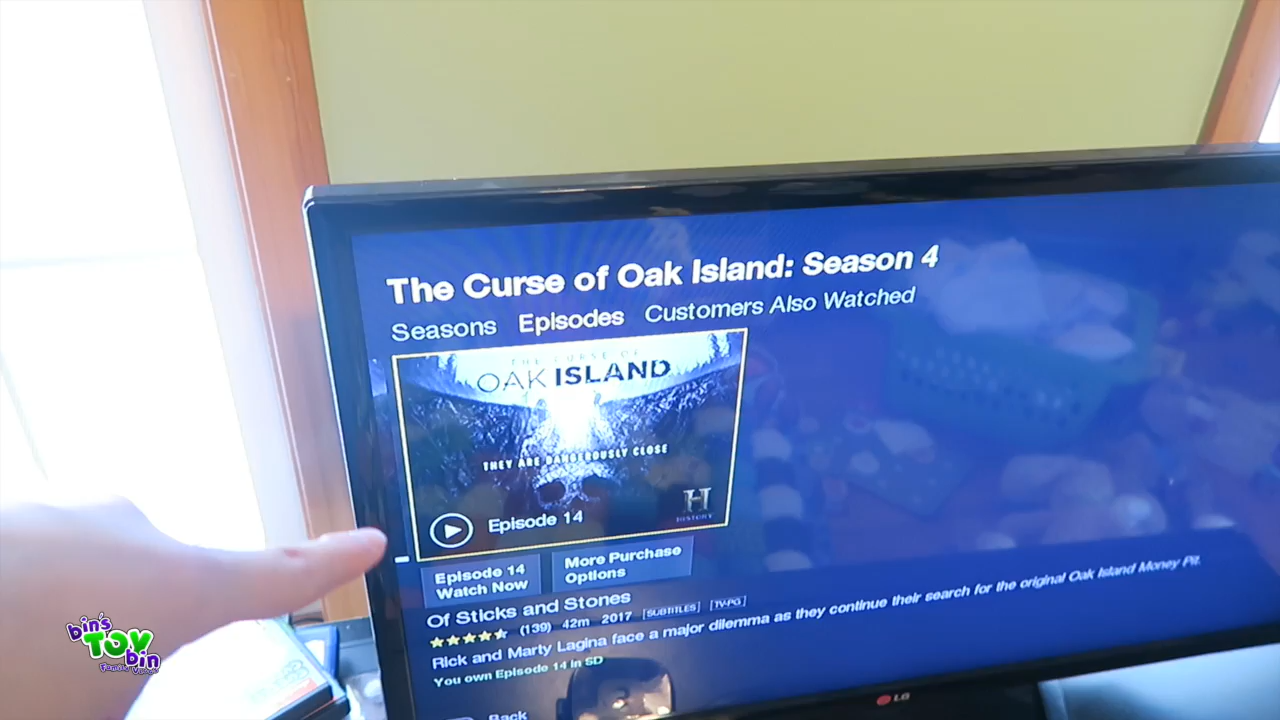 The Curse of Oak Island: Season 4
Seasons Episodes Customers Also Watched
THE CURSE OF
OAK ISLAND
THEY ARE DANGEROUSLY CLOSE
H
HISTORY
Episode 14
Episode 14
Watch Now
More Purchase
Options
Of Sticks and Stones
(139) 42m 2017 SUBTITLES TV-PG
Rick and Marty Lagina face a major dilemma as they continue their search for the original Oak Island Money Pit.
You own Episode 14 in SD
Back
LG
bin's
TOY
bin